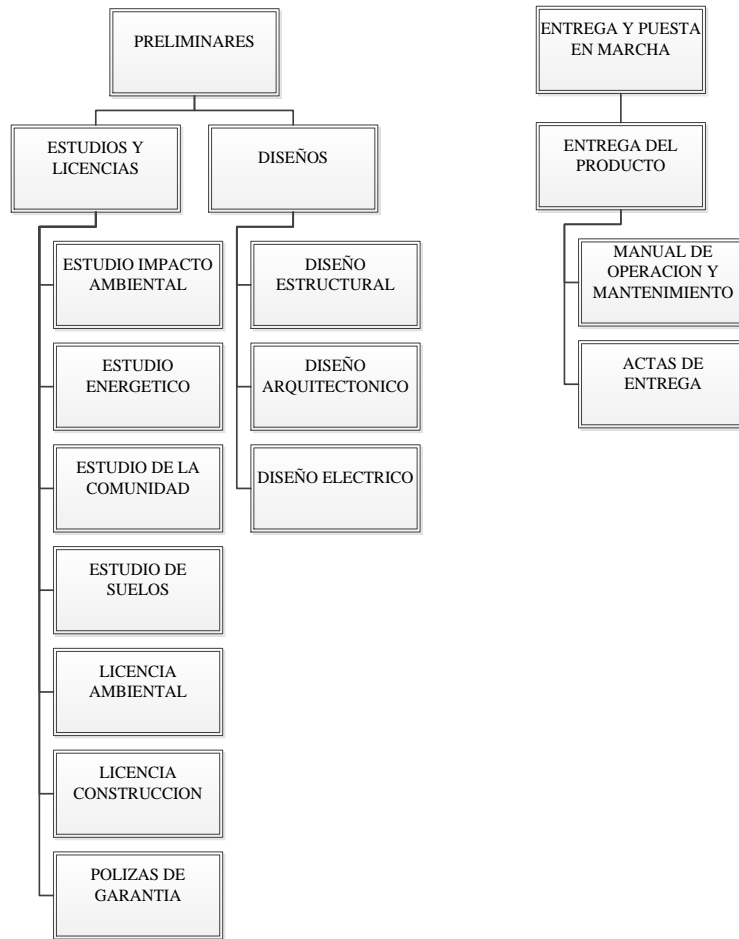 PRELIMINARES
ESTUDIOS Y
LICENCIAS
DISEÑOS
ESTUDIO IMPACTO
AMBIENTAL
ESTUDIO
ENERGETICO
ESTUDIO DE LA
COMUNIDAD
ESTUDIO DE
SUELOS
LICENCIA
AMBIENTAL
LICENCIA
CONSTRUCCION
POLIZAS DE
GARANTIA
DISEÑO
ESTRUCTURAL
DISEÑO
ARQUITECTONICO
DISEÑO ELECTRICO
ENTREGA Y PUESTA
EN MARCHA
ENTREGA DEL
PRODUCTO
MANUAL DE
OPERACION Y
MANTENIMIENTO
ACTAS DE
ENTREGA